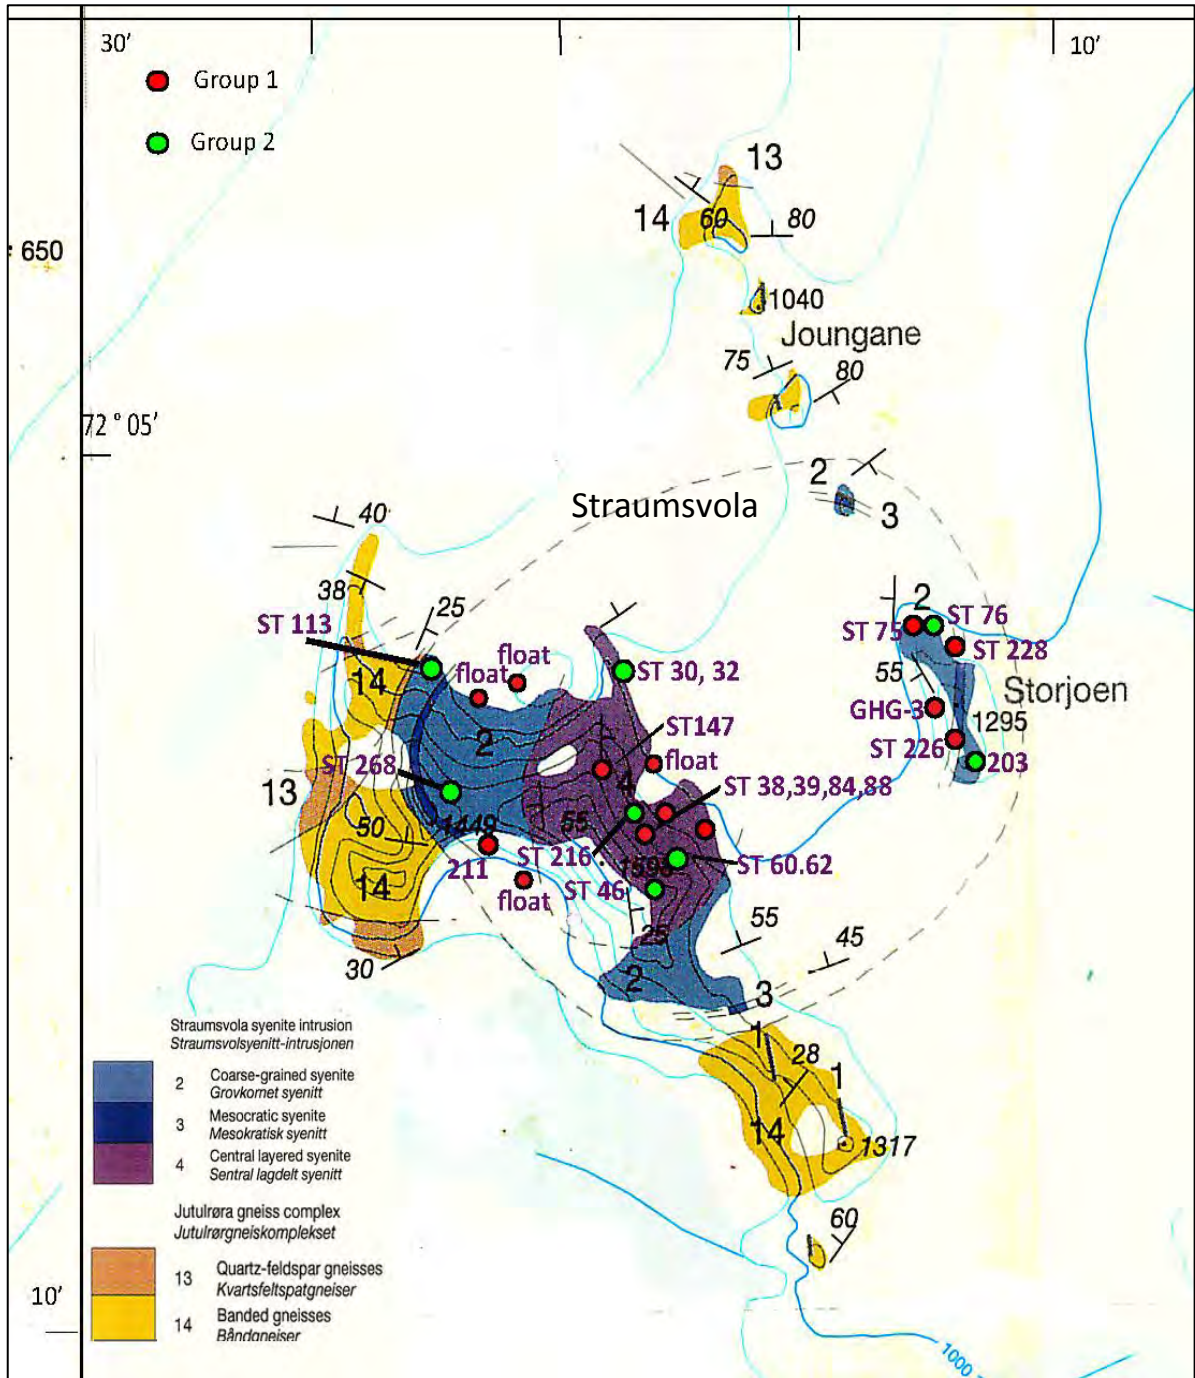 30'
10'
Group 1
Group 2
13
14
60
80
650
1040
Joungane
75
80
72° 05'
2
3
Straumsvola
40
38
25
ST 113
float
float
14
2
ST 30, 32
ST 75
2
ST 76
ST 228
55
Storjoen
GHG-3
1295
ST 226
203
ST147
float
4
ST 268
13
ST 38,39,84,88
50
1449
55
211
ST 216
1598
ST 60.62
14
float
ST 46
25
55
45
30
2
3
1
28
1
14
1317
60
Straumsvola syenite intrusion
Straumsvolsyenitt-intrusjonen
2 Coarse-grained syenite
Grovkornet syenitt
3 Mesocratic syenite
Mesokratisk syenitt
4 Central layered syenite
Sentral lagdelt syenitt
Jutulrøra gneiss complex
Jutulrørgneiskomplekset
13 Quartz-feldspar gneisses
Kvartsfeltspatgneiser
14 Banded gneisses
Båndgneiser
10'
1000